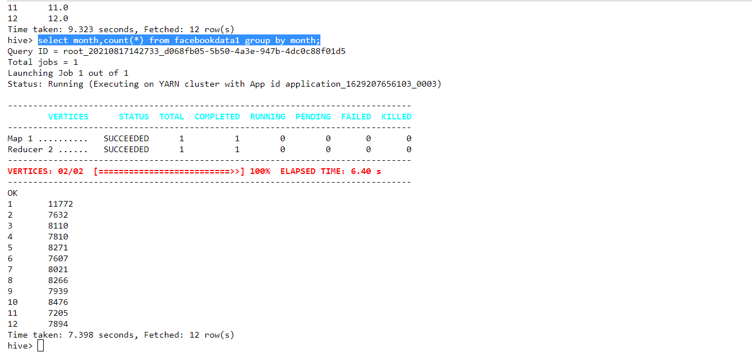 11      11.0
12      12.0
Time taken: 9.323 seconds, Fetched: 12 row(s)
hive> select month,count(*) from facebookdata1 group by month;
Query ID = root_20210817142733_d068fb05-5b50-4a3e-947b-4dc0c88f01d5
Total jobs = 1
Launching Job 1 out of 1
Status: Running (Executing on YARN cluster with App id application_1629207656103_0003)
--------------------------------------------------------------------------------
        VERTICES      STATUS  TOTAL  COMPLETED  RUNNING  PENDING  FAILED  KILLED
--------------------------------------------------------------------------------
Map 1 ..........   SUCCEEDED      1          1        0        0       0       0
Reducer 2 ......   SUCCEEDED      1          1        0        0       0       0
--------------------------------------------------------------------------------
VERTICES: 02/02  [==========================>>] 100%  ELAPSED TIME: 6.40 s
--------------------------------------------------------------------------------
OK
1       11772
2       7632
3       8110
4       7810
5       8271
6       7607
7       8021
8       8266
9       7939
10      8476
11      7205
12      7894
Time taken: 7.398 seconds, Fetched: 12 row(s)
hive>